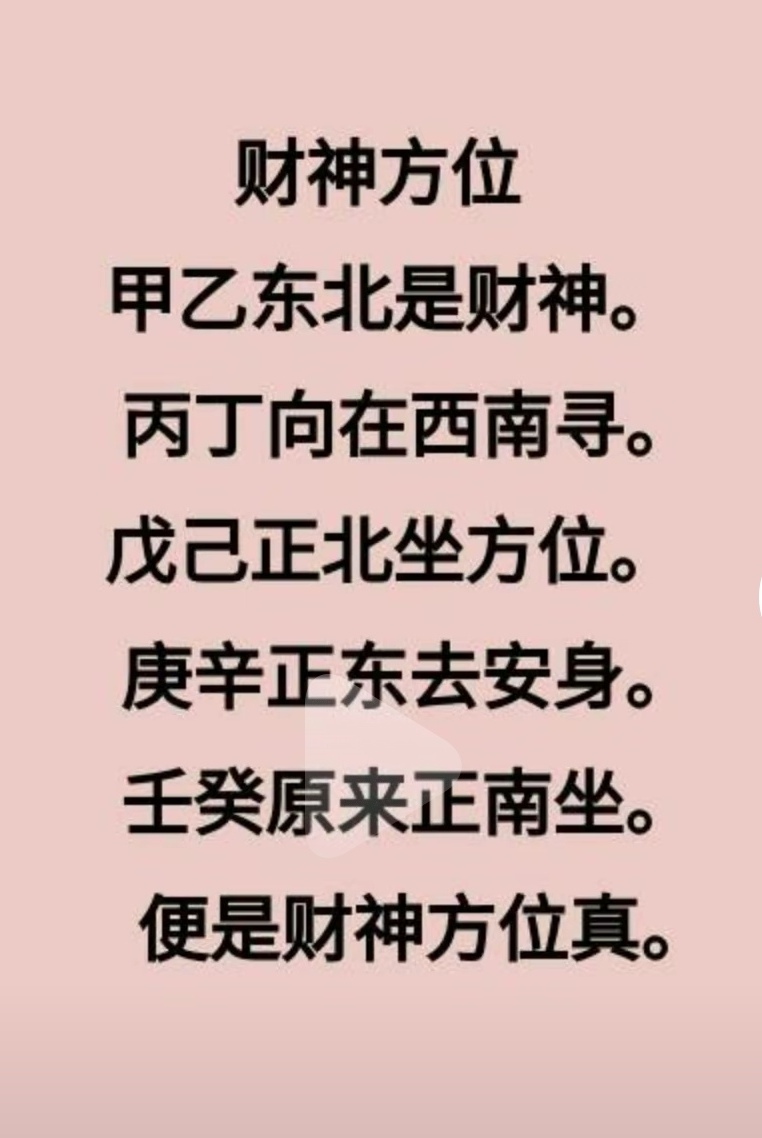 财神方位
甲乙东北是财神。
丙丁向在西南寻。
戊己正北坐方位。
庚辛正东去安身。
壬癸原来正南坐。
便是财神方位真。